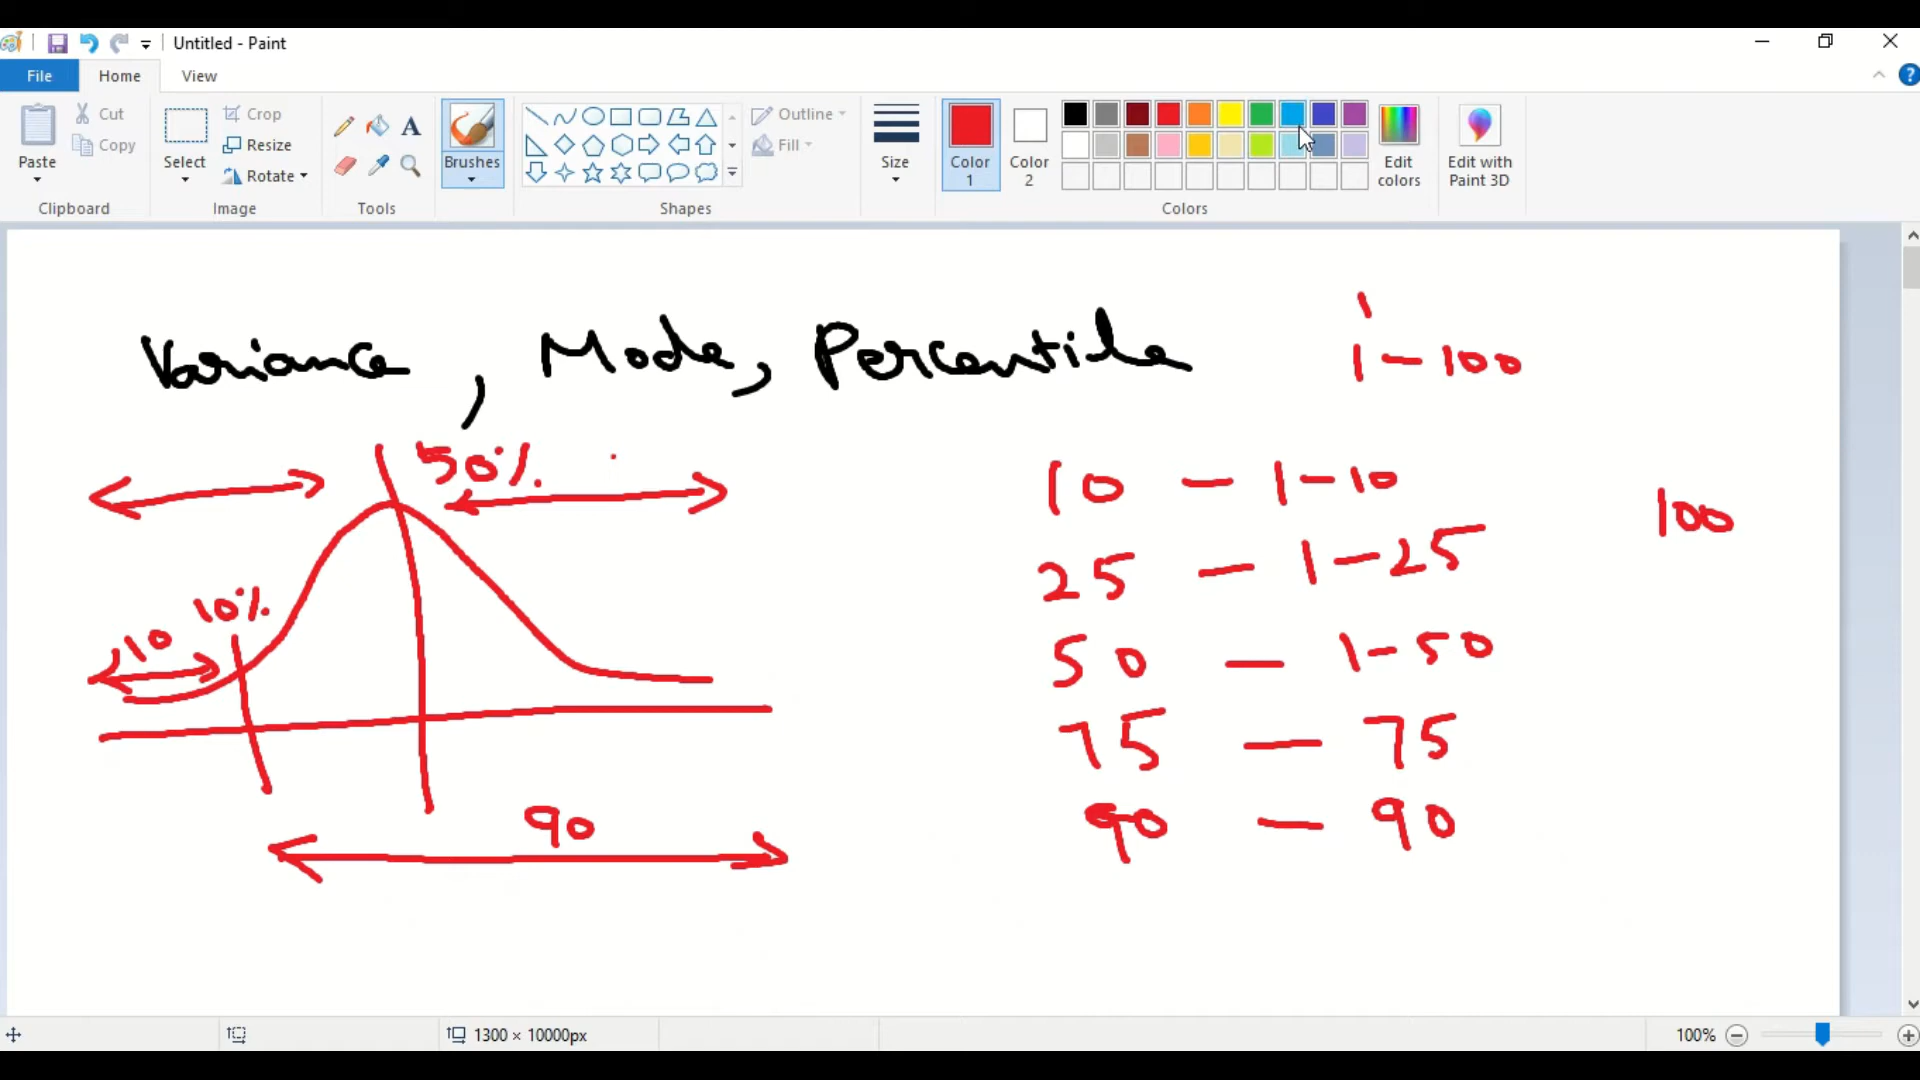 Untitled - Paint
File Home View
Paste
Cut
Copy
Clipboard
Select
Crop
Resize
Rotate
Image
Tools
Brushes
Shapes
Outline
Fill
Size
Color 1
Color 2
Colors
Edit colors
Edit with Paint 3D
Variance, Mode, Percentile
1
1 - 100
50%.
10%.
10
90
10 - 1 - 10
25 - 1 - 25
50 - 1 - 50
75 - 75
90 - 90
100
1300 × 10000px
100%